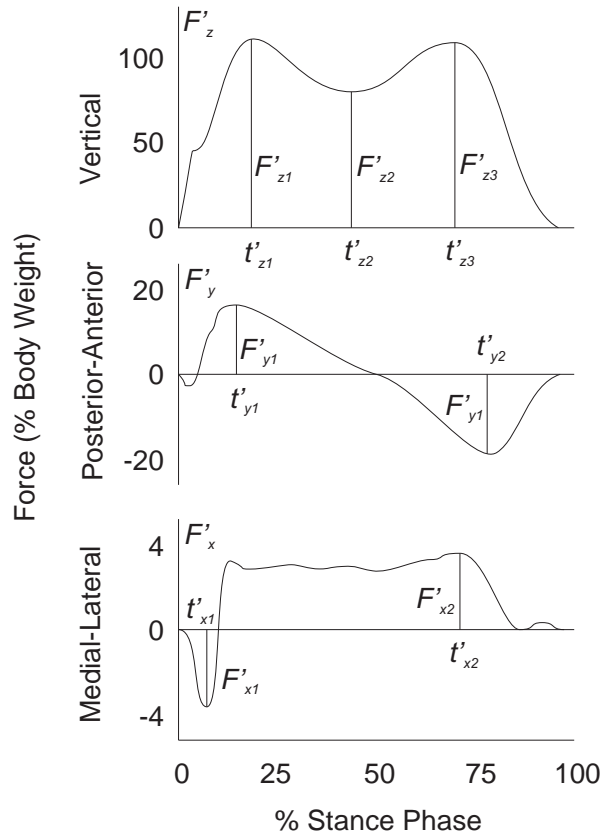 Force (% Body Weight)
Vertical
F'z
100
50
0
F'z1
F'z2
F'z3
t'z1
t'z2
t'z3
Posterior-Anterior
F'y
20
0
-20
F'y1
t'y1
t'y2
F'y1
Medial-Lateral
F'x
4
0
-4
t'x1
F'x1
F'x2
t'x2
0 25 50 75 100
% Stance Phase